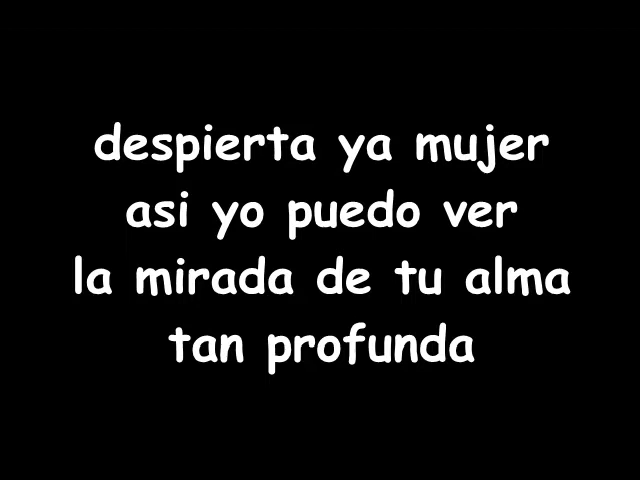 despierta ya mujer
asi yo puedo ver
la mirada de tu alma
tan profunda